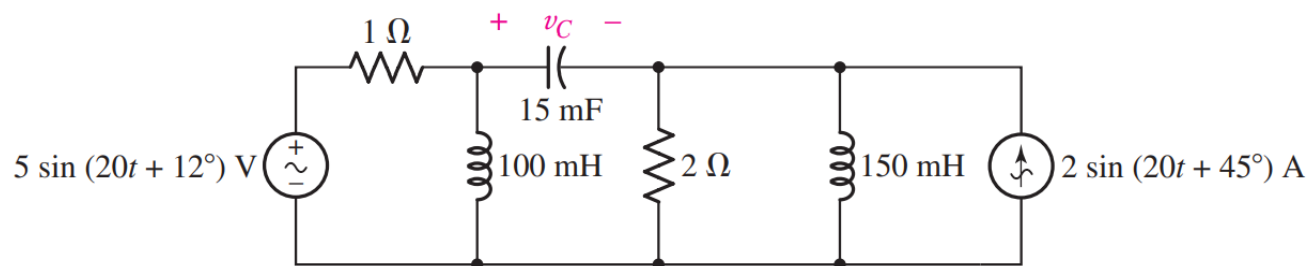 1 Ω
+ v_C −
15 mF
5 sin (20t + 12°) V
+
−
100 mH
2 Ω
150 mH
2 sin (20t + 45°) A